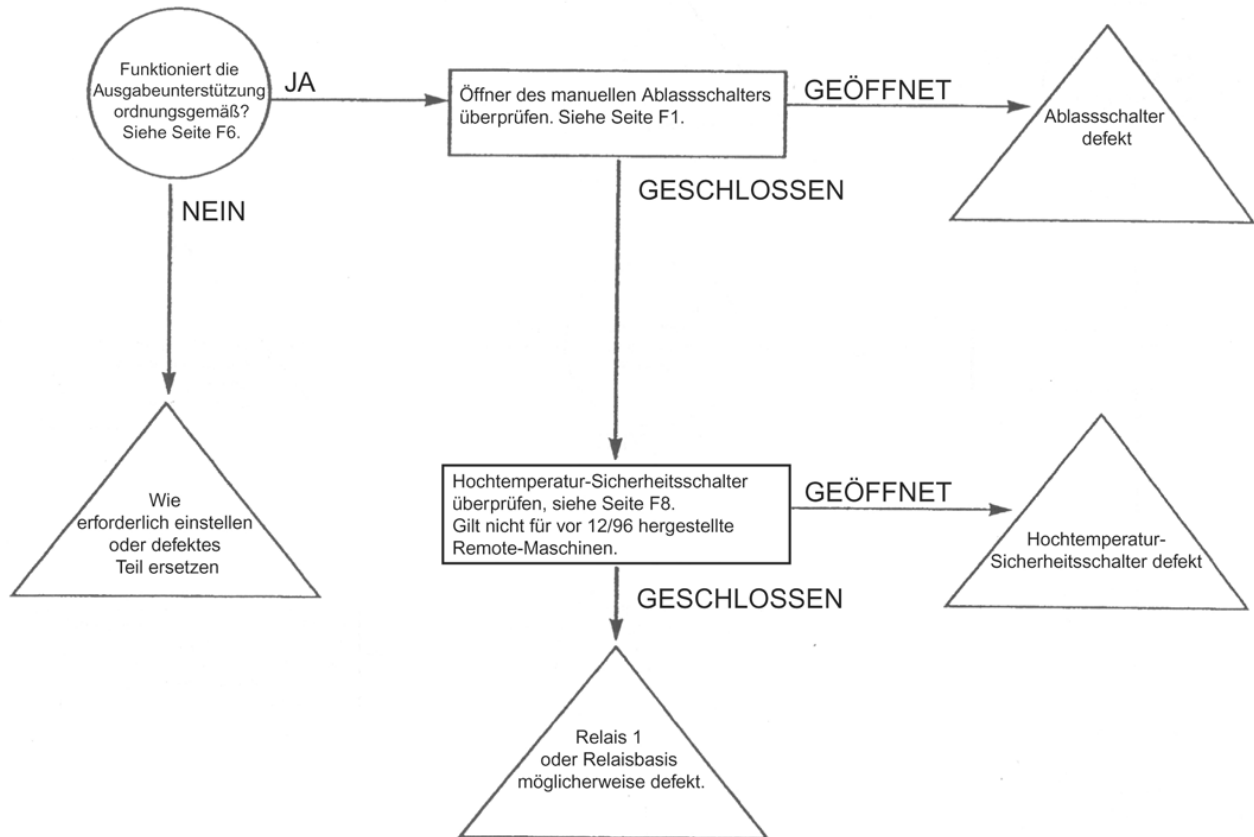 Funktioniert die
Ausgabeunterstützung
ordnungsgemäß?
Siehe Seite F6.
JA
Öffner des manuellen Ablassschalters
überprüfen. Siehe Seite F1.
GEÖFFNET
Ablassschalter
defekt
NEIN
GESCHLOSSEN
Wie
erforderlich einstellen
oder defektes
Teil ersetzen
Hochtemperatur-Sicherheitsschalter
überprüfen, siehe Seite F8.
Gilt nicht für vor 12/96 hergestellte
Remote-Maschinen.
GEÖFFNET
Hochtemperatur-
Sicherheitsschalter defekt
GESCHLOSSEN
Relais 1
oder Relaisbasis
möglicherweise defekt.